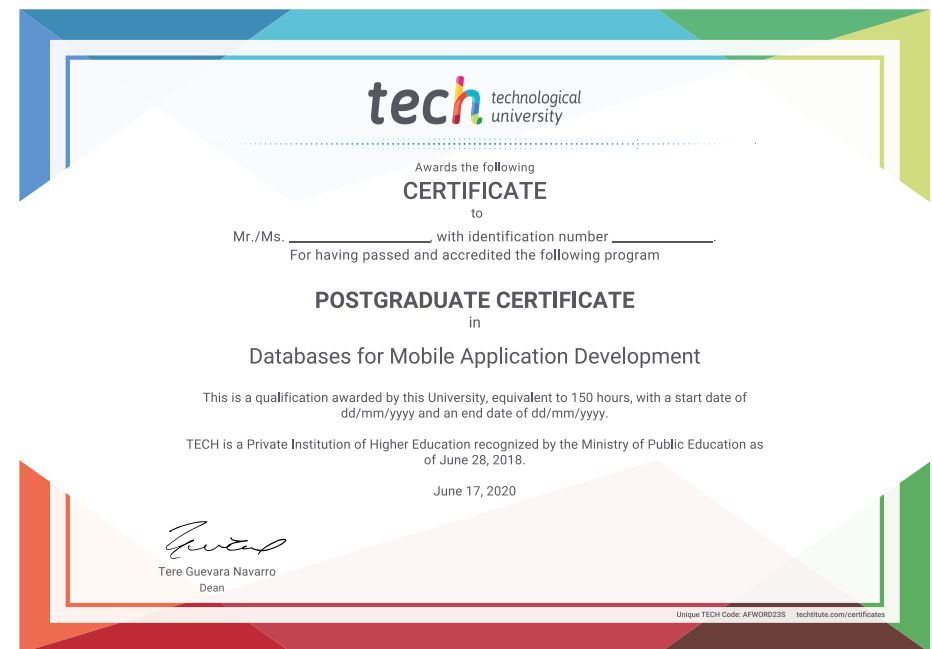 tech technological
university
Awards the following
CERTIFICATE
to
Mr./Ms. ____________________, with identification number ______________.
For having passed and accredited the following program
POSTGRADUATE CERTIFICATE
in
Databases for Mobile Application Development
This is a qualification awarded by this University, equivalent to 150 hours, with a start date of
dd/mm/yyyy and an end date of dd/mm/yyyy.
TECH is a Private Institution of Higher Education recognized by the Ministry of Public Education as
of June 28, 2018.
June 17, 2020
Tere Guevara Navarro
Dean
Unique TECH Code: AFWORD23S techtitute.com/certificates